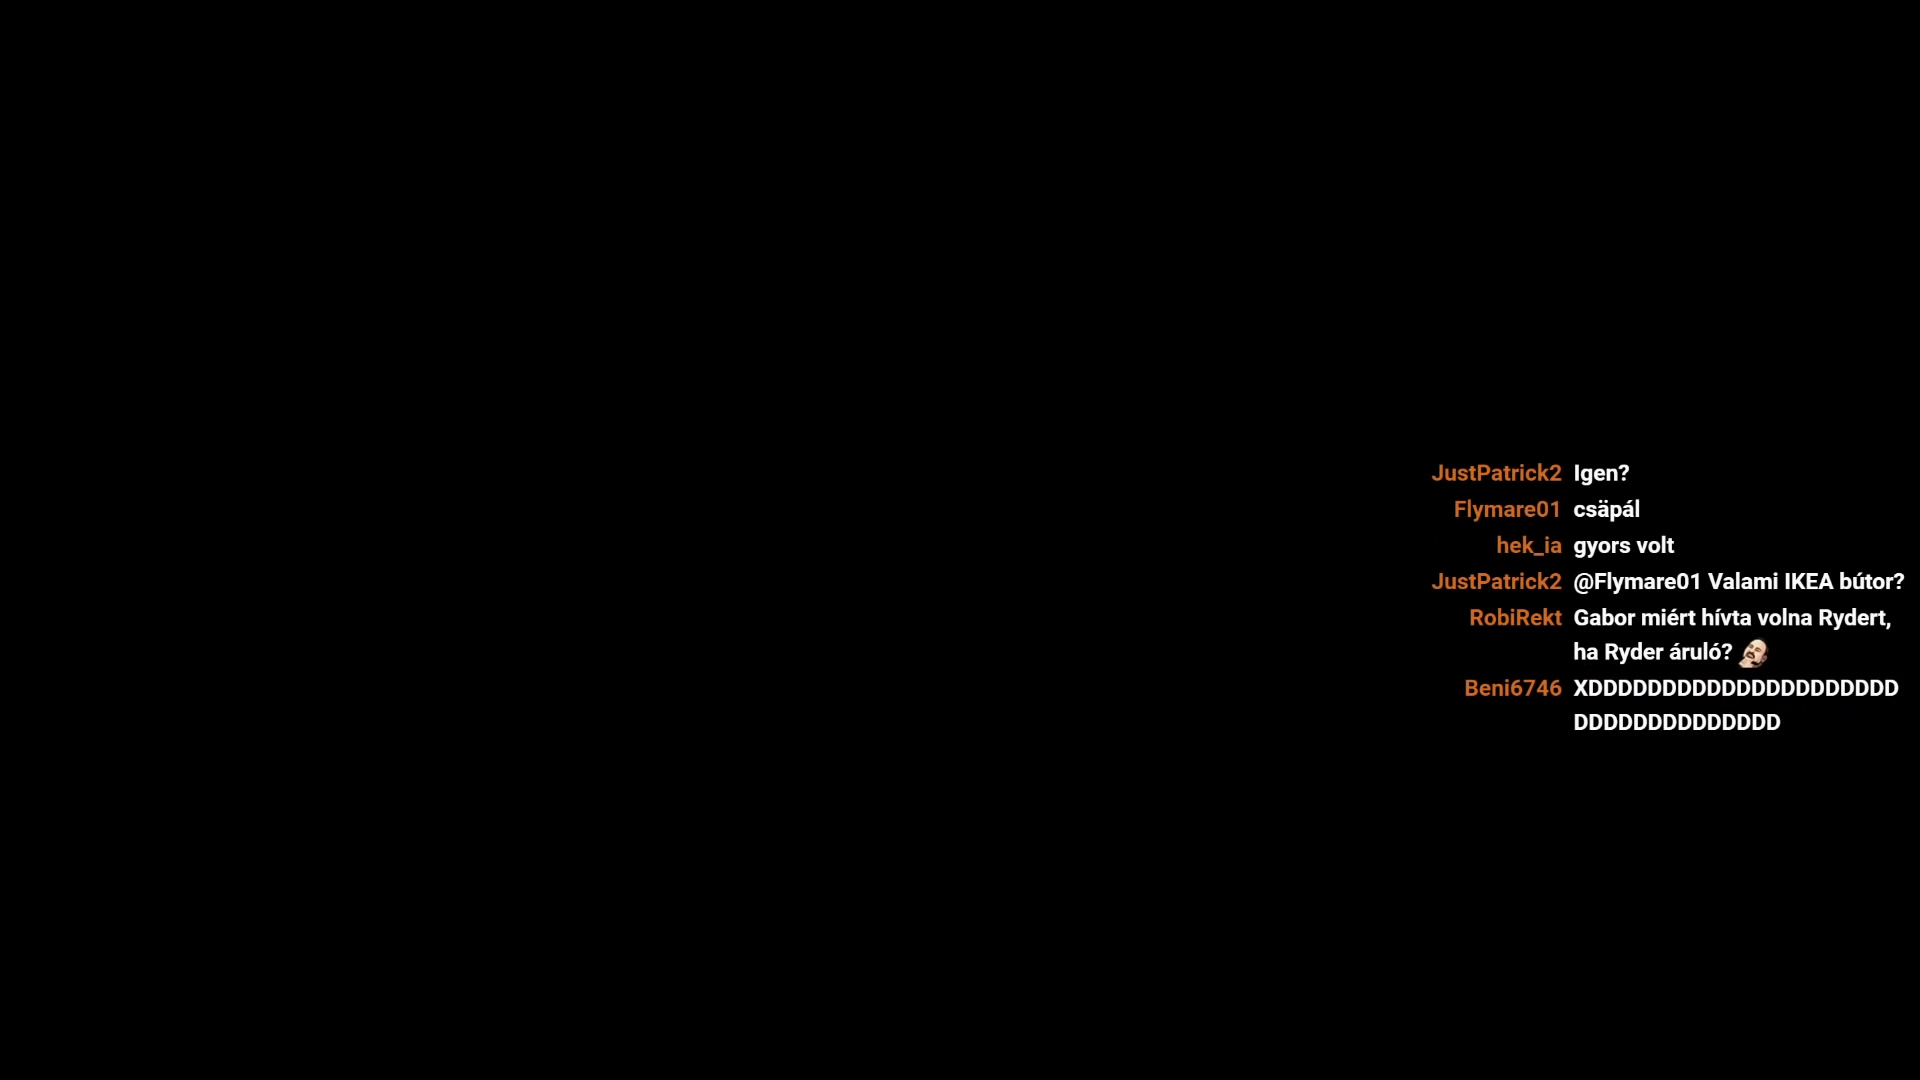 JustPatrick2 Igen?
Flymare01 csäpál
hek_ia gyors volt
JustPatrick2 @Flymare01 Valami IKEA bútor?
RobiRekt Gabor miért hívta volna Rydert,
ha Ryder áruló?
Beni6746 XDDDDDDDDDDDDDDDDDDDDD
DDDDDDDDDDDDDD